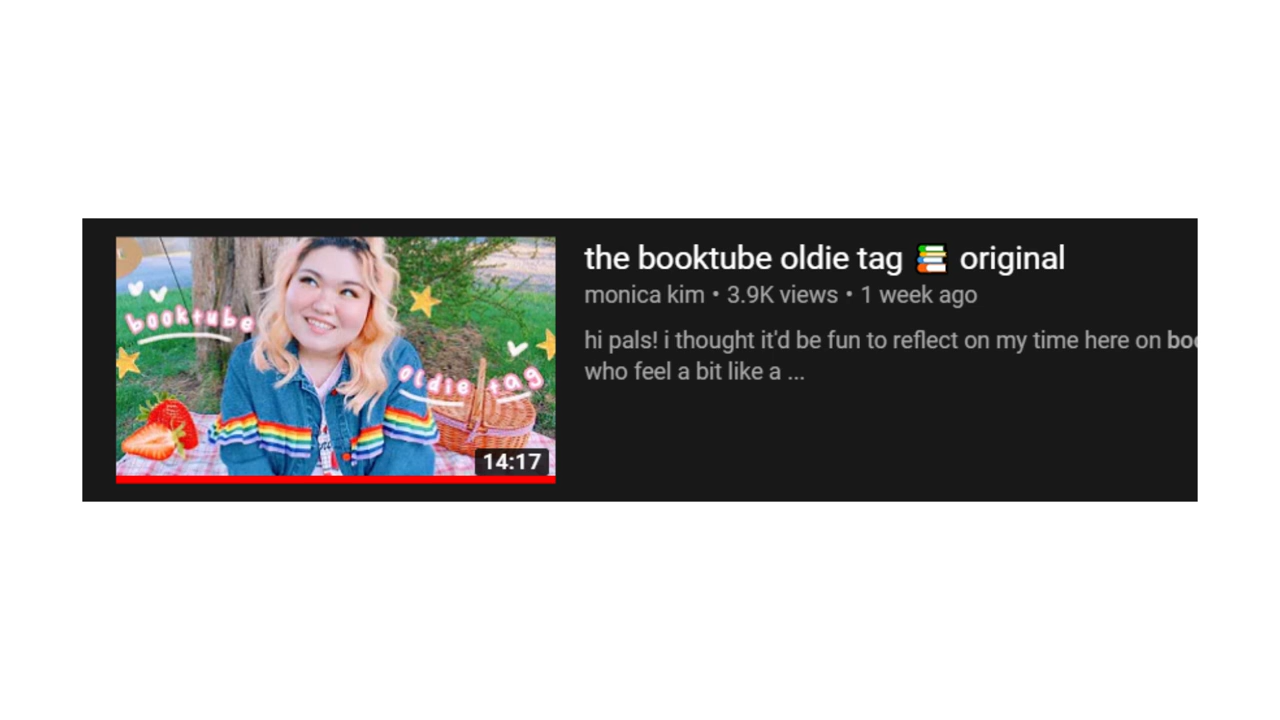 booktube
oldie tag
14:17
the booktube oldie tag 📚 original
monica kim • 3.9K views • 1 week ago
hi pals! i thought it'd be fun to reflect on my time here on
who feel a bit like a ...